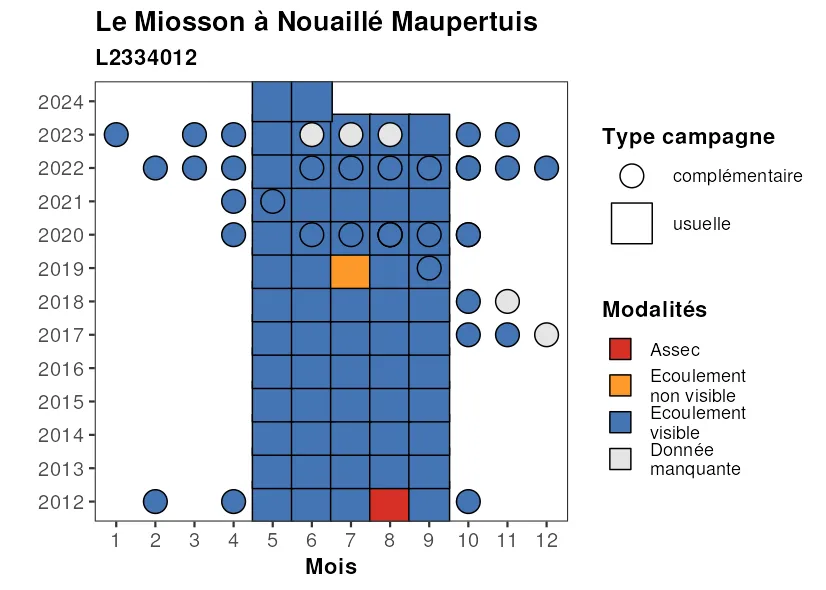 Le Miosson à Nouaillé Maupertuis
L2334012
2024
2023
2022
2021
2020
2019
2018
2017
2016
2015
2014
2013
2012
1 2 3 4 5 6 7 8 9 10 11 12
Mois
Type campagne
complémentaire
usuelle
Modalités
Assec
Ecoulement
non visible
Ecoulement
visible
Donnée
manquante